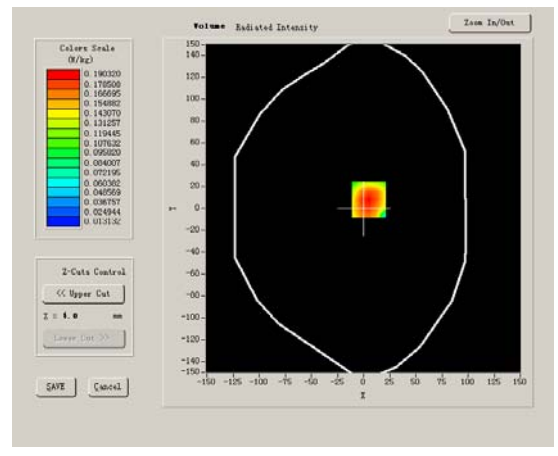 Volume Radiated Intensity
Zoom In/Out
Colors Scale
(W/kg)
0.190320
0.178508
0.166695
0.154882
0.143070
0.131257
0.119445
0.107632
0.095820
0.084007
0.072195
0.060382
0.048569
0.036757
0.024944
0.013132
Z-Cuts Control
<< Upper Cut
Z = 4.0 mm
Lower Cut >>
SAVE
Cancel
150
140
120
100
80
60
40
20
0
-20
-40
-60
-80
-100
-120
-140
-150
Y
-150 -125 -100 -75 -50 -25 0 25 50 75 100 125 150
X